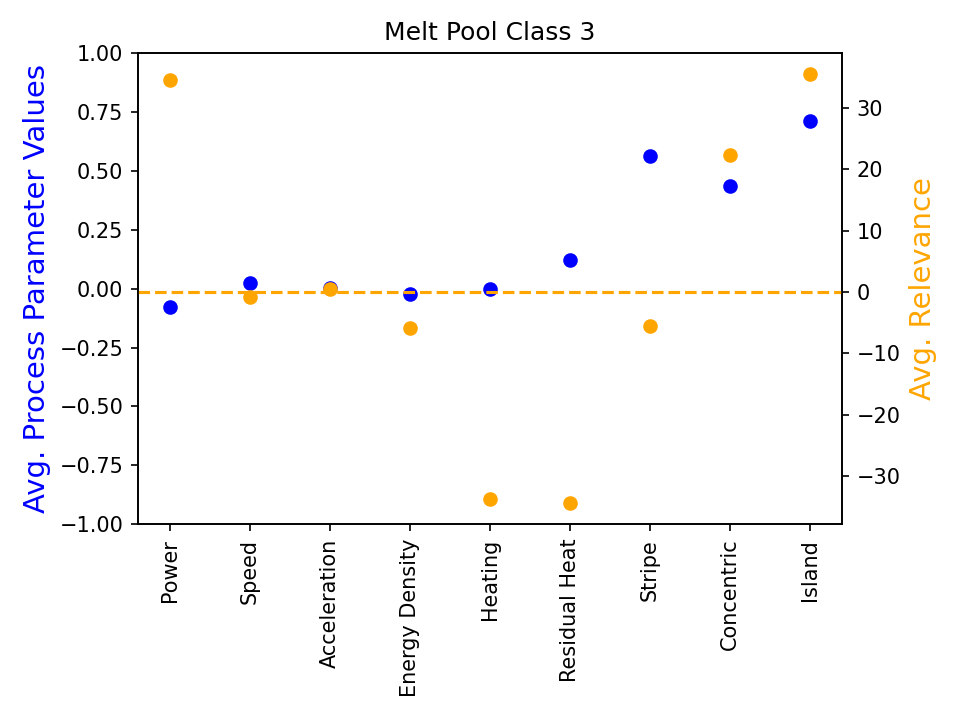 Melt Pool Class 3
Avg. Process Parameter Values
1.00
0.75
0.50
0.25
0.00
−0.25
−0.50
−0.75
−1.00
30
20
10
0
−10
−20
−30
Avg. Relevance
Power
Speed
Acceleration
Energy Density
Heating
Residual Heat
Stripe
Concentric
Island